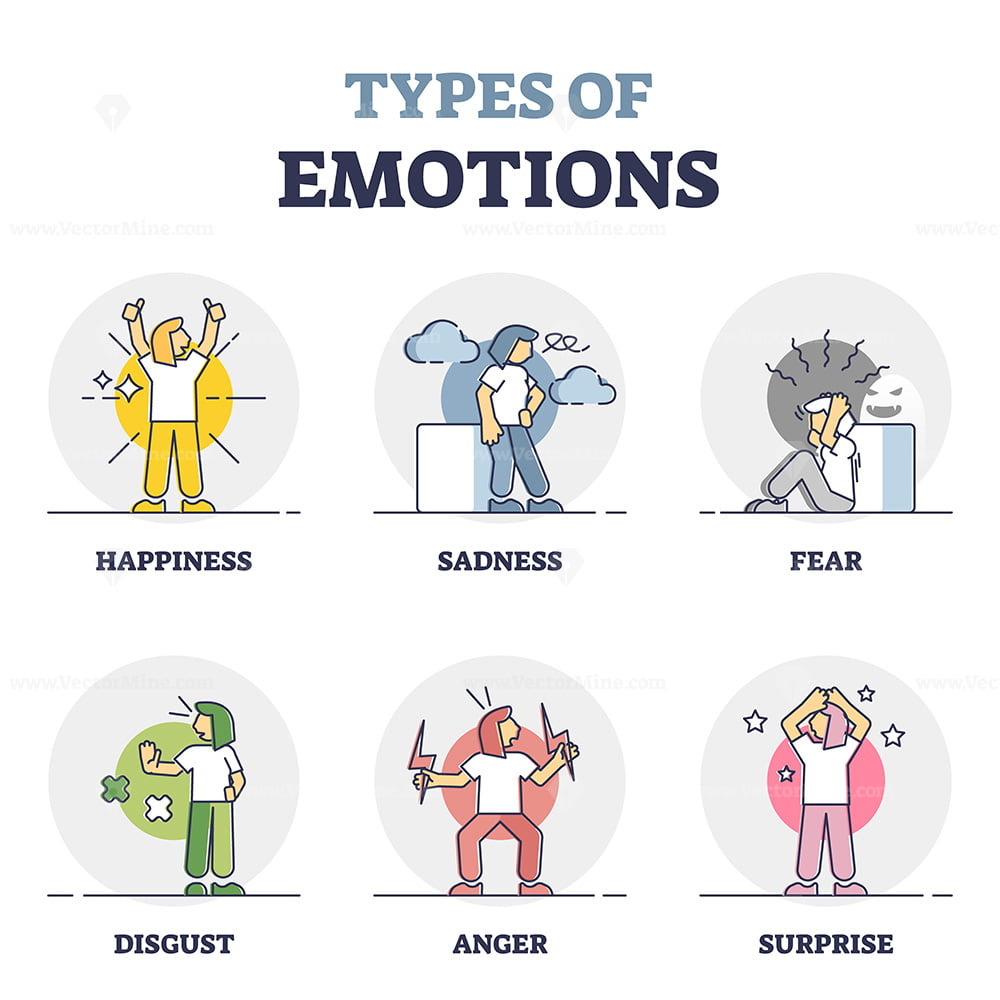 TYPES OF
EMOTIONS
www.VectorMine.com
www.VectorMine.com
www.Vec
HAPPINESS
SADNESS
FEAR
www.VectorMine.com
www.VectorMine.com
www.Vec
DISGUST
ANGER
SURPRISE